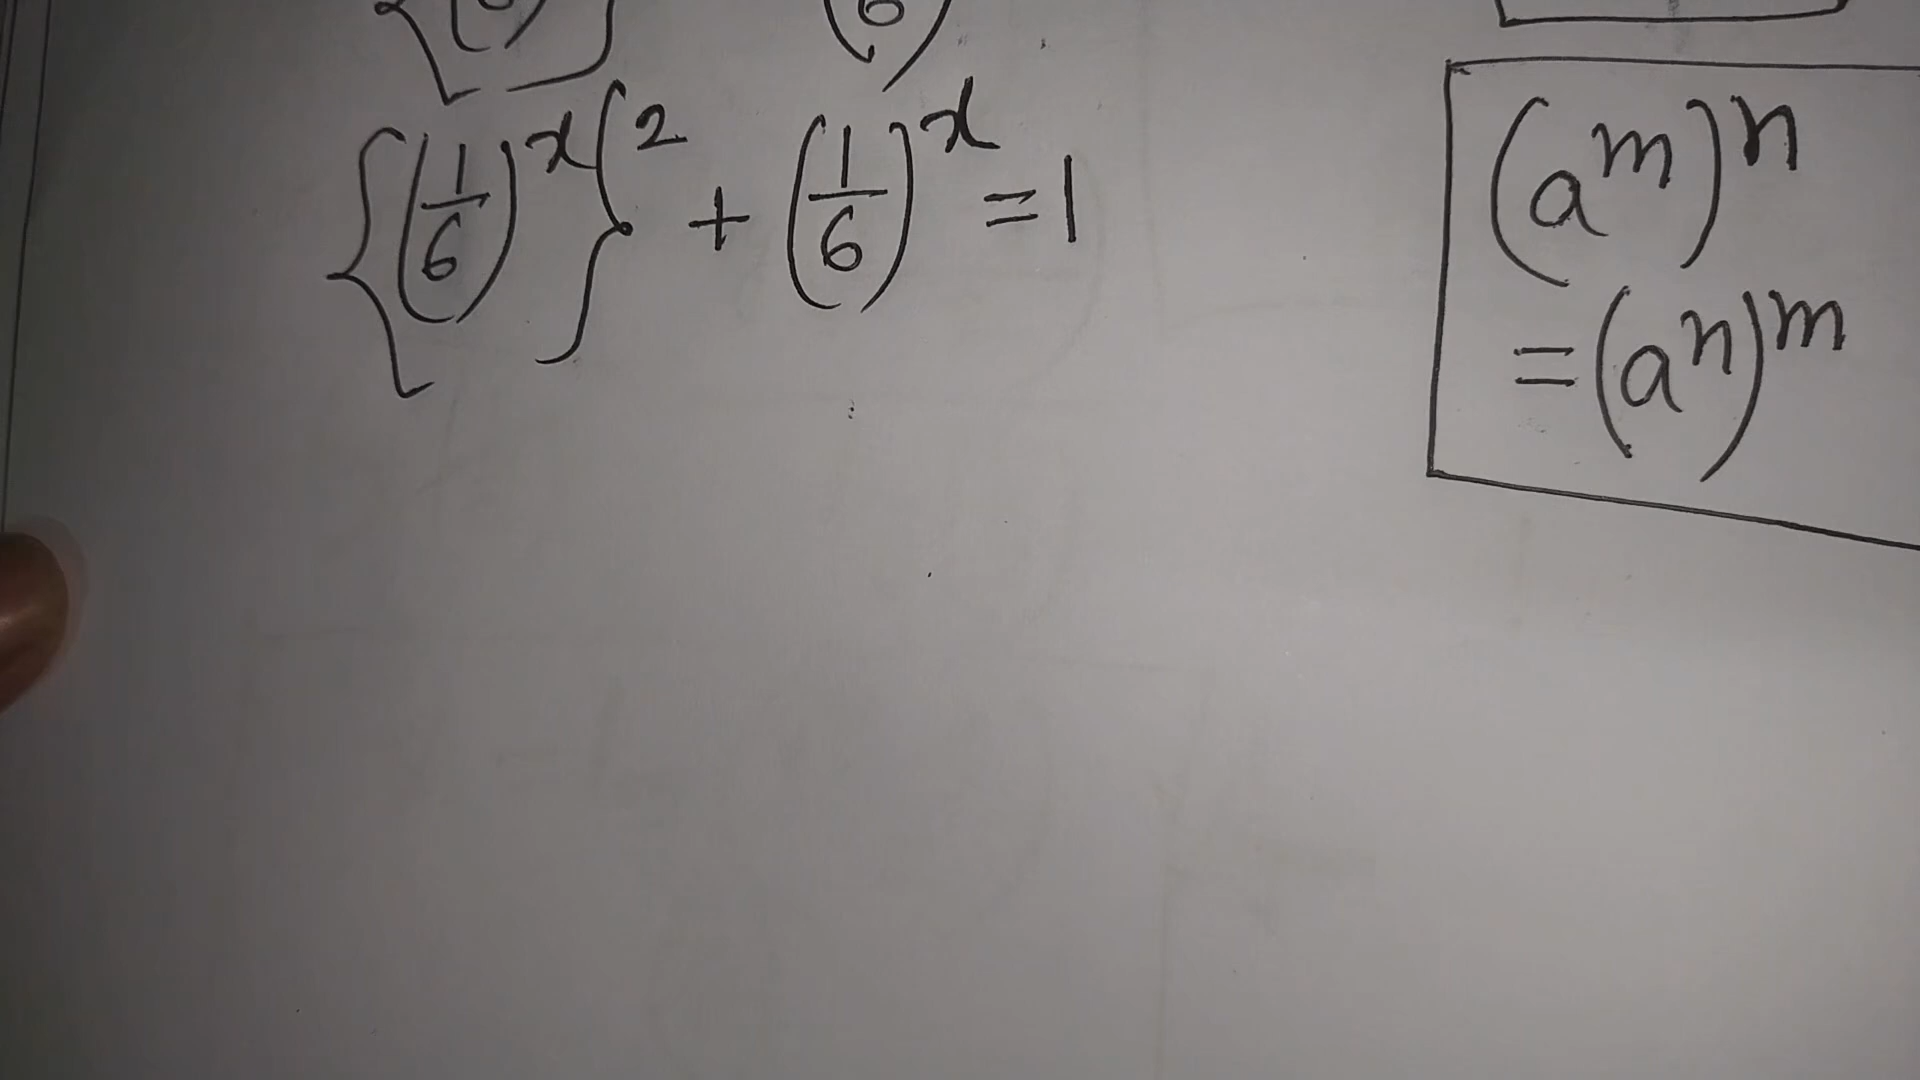 {(1/6)^x}^2 + (1/6)^x = 1
(a^m)^n
= (a^n)^m